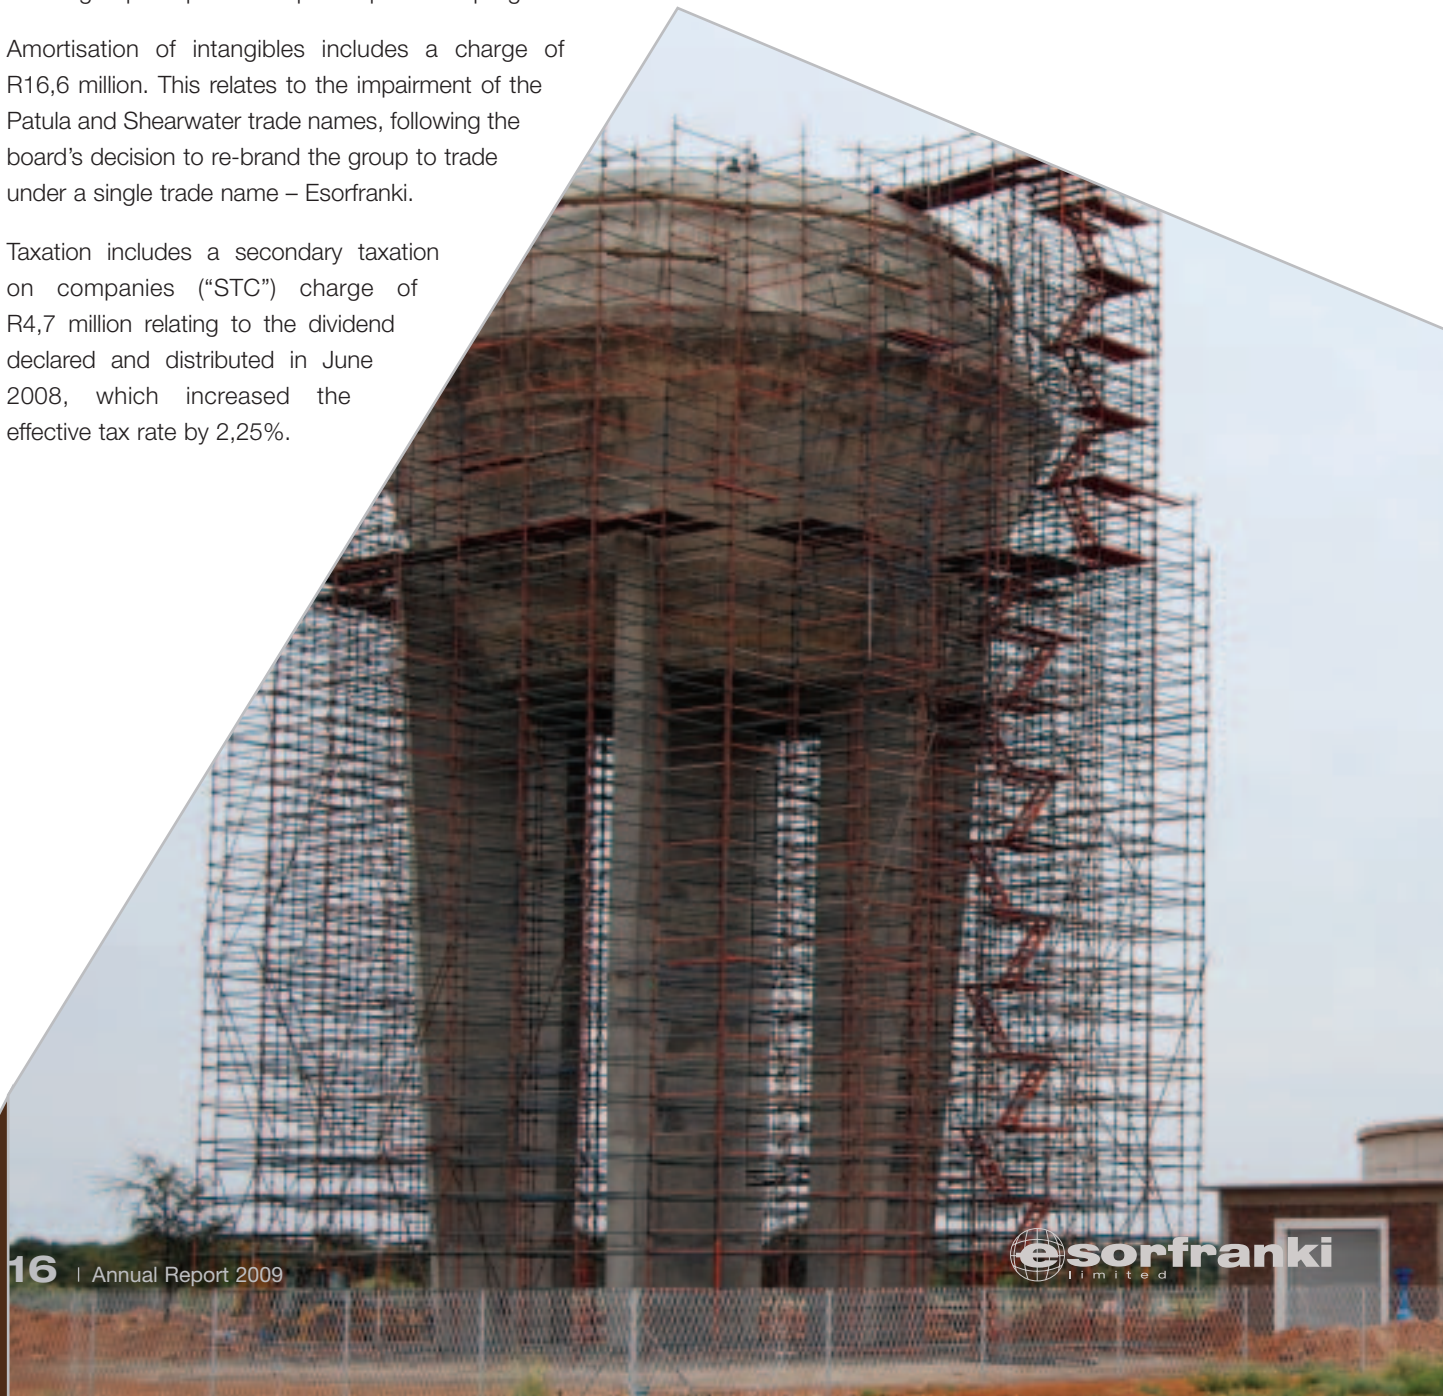 Amortisation of intangibles includes a charge of
R16,6 million. This relates to the impairment of the
Patula and Shearwater trade names, following the
board's decision to re-brand the group to trade
under a single trade name – Esorfranki.
Taxation includes a secondary taxation
on companies (“STC”) charge of
R4,7 million relating to the dividend
declared and distributed in June
2008, which increased the
effective tax rate by 2,25%.
16 | Annual Report 2009
esorfranki
limited